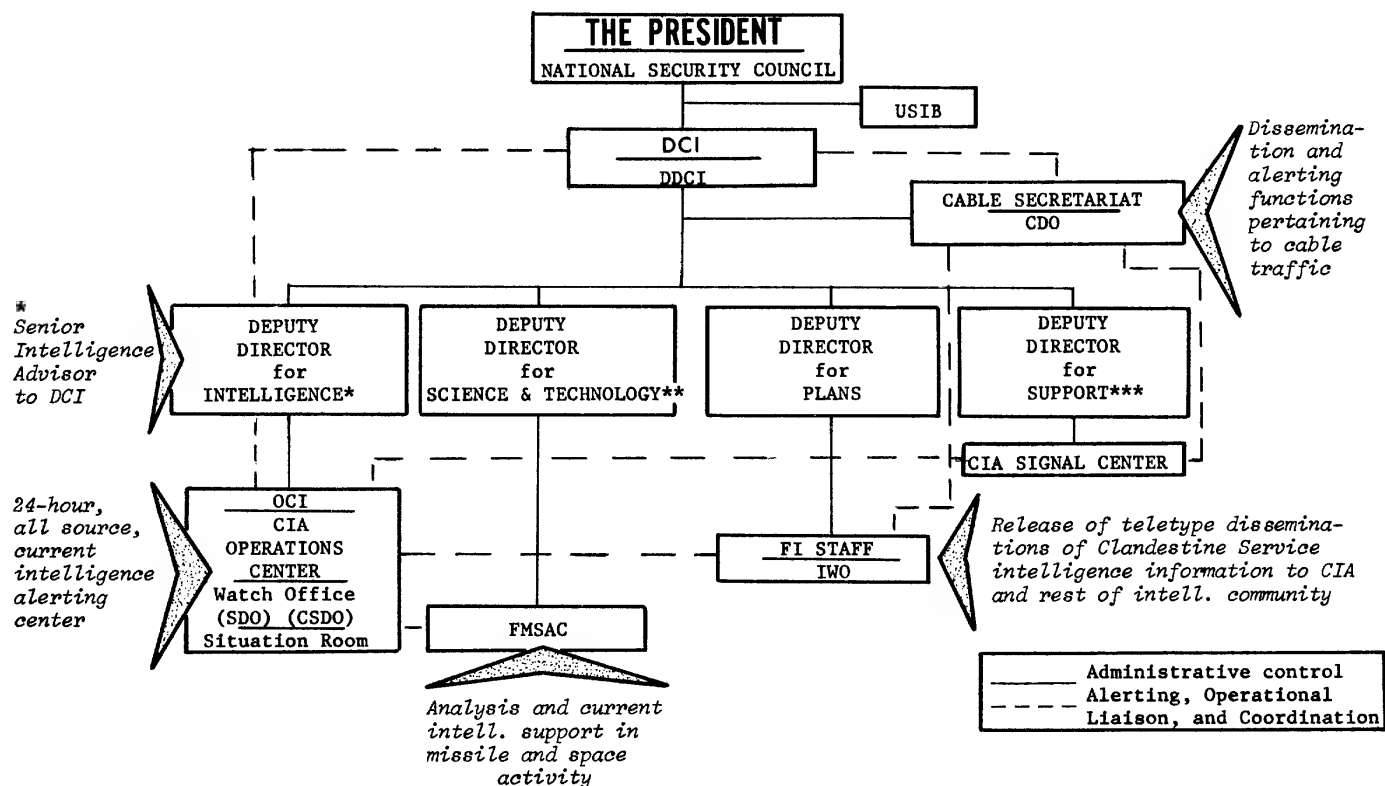 THE PRESIDENT
NATIONAL SECURITY COUNCIL
USIB
DCI
DDCI
CABLE SECRETARIAT
CDO
Dissemina-
tion and
alerting
functions
pertaining
to cable
traffic
*
Senior
Intelligence
Advisor
to DCI
DEPUTY
DIRECTOR
for
INTELLIGENCE*
DEPUTY
DIRECTOR
for
SCIENCE & TECHNOLOGY**
DEPUTY
DIRECTOR
for
PLANS
DEPUTY
DIRECTOR
for
SUPPORT***
CIA SIGNAL CENTER
24-hour,
all source,
current
intelligence
alerting
center
OCI
CIA
OPERATIONS
CENTER
Watch Office
(SDO) (CSDO)
Situation Room
FI STAFF
IWO
Release of teletype dissemina-
tions of Clandestine Service
intelligence information to CIA
and rest of intell. community
FMSAC
Analysis and current
intell. support in
missile and space
activity
Administrative control
Alerting, Operational
Liaison, and Coordination